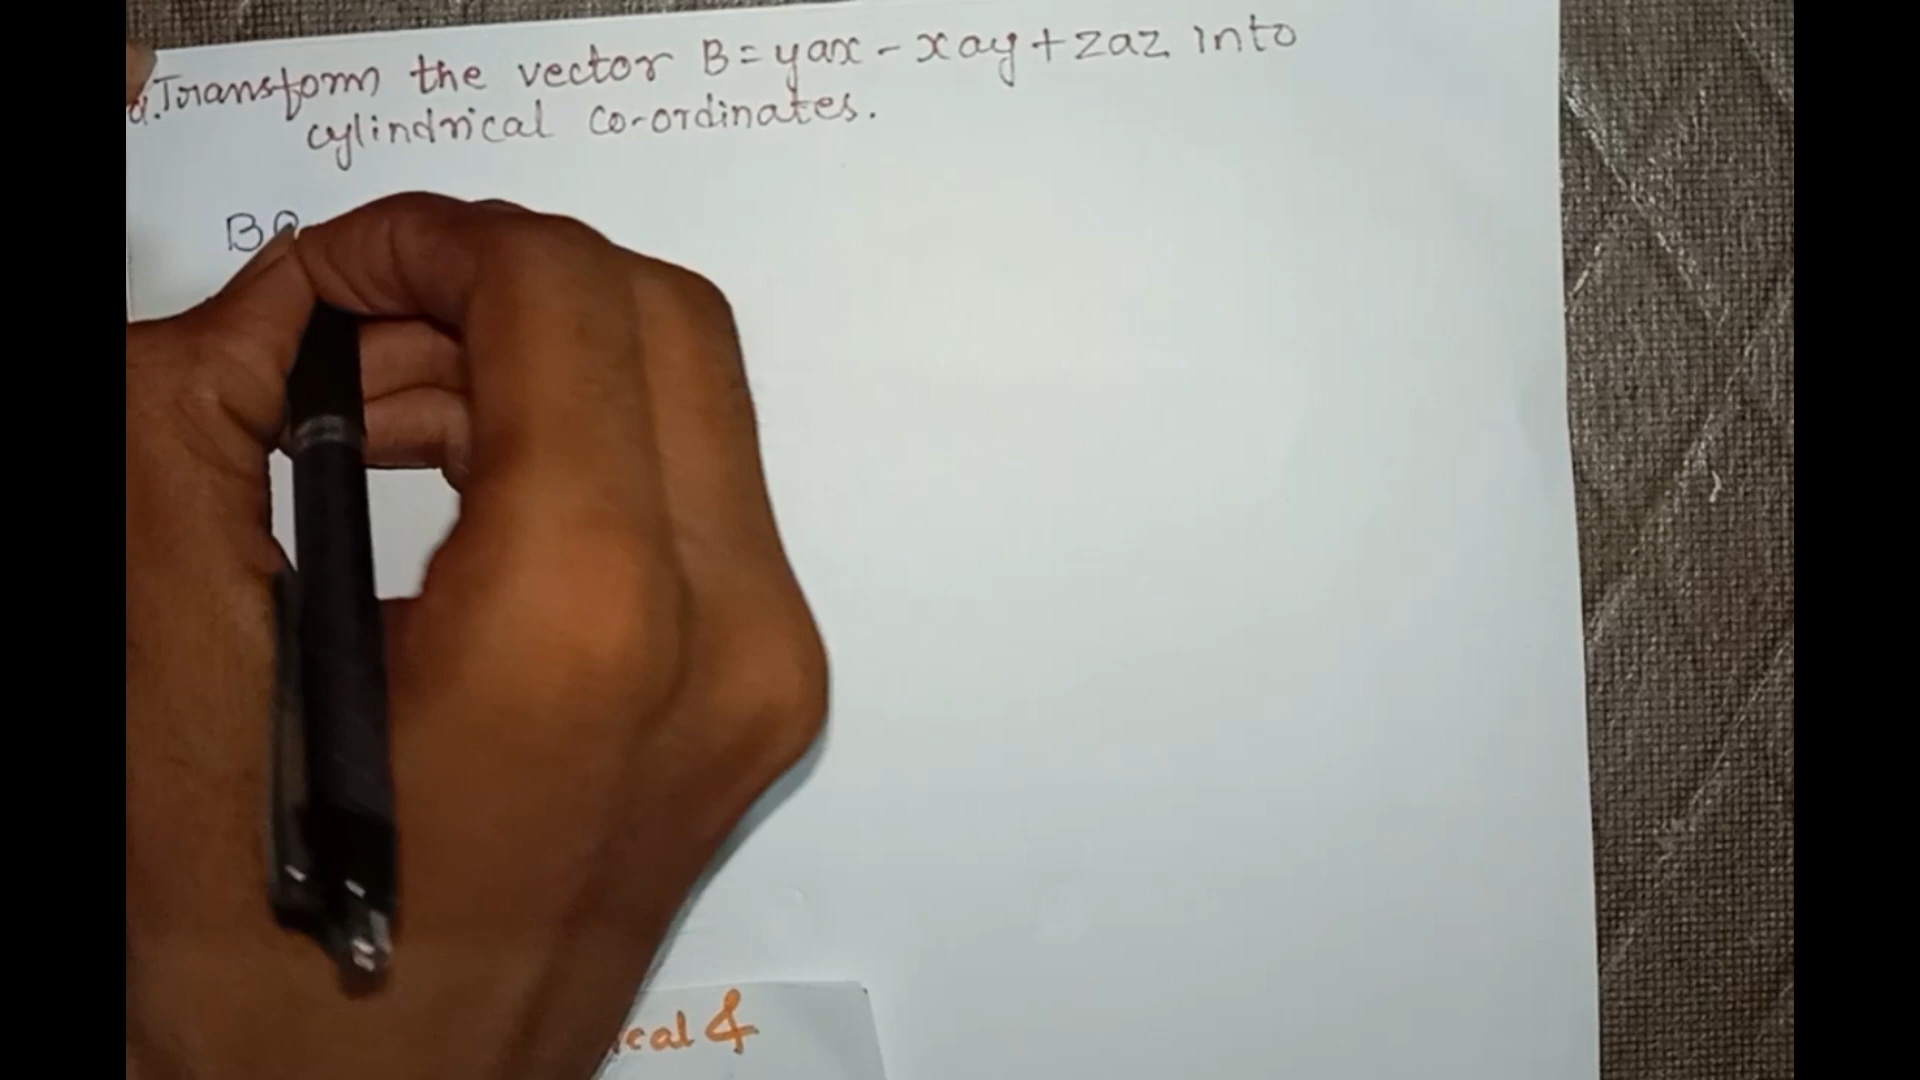 Q. Transform the vector B = yax - xay + zaz into
cylindrical co-ordinates.
B
cal &